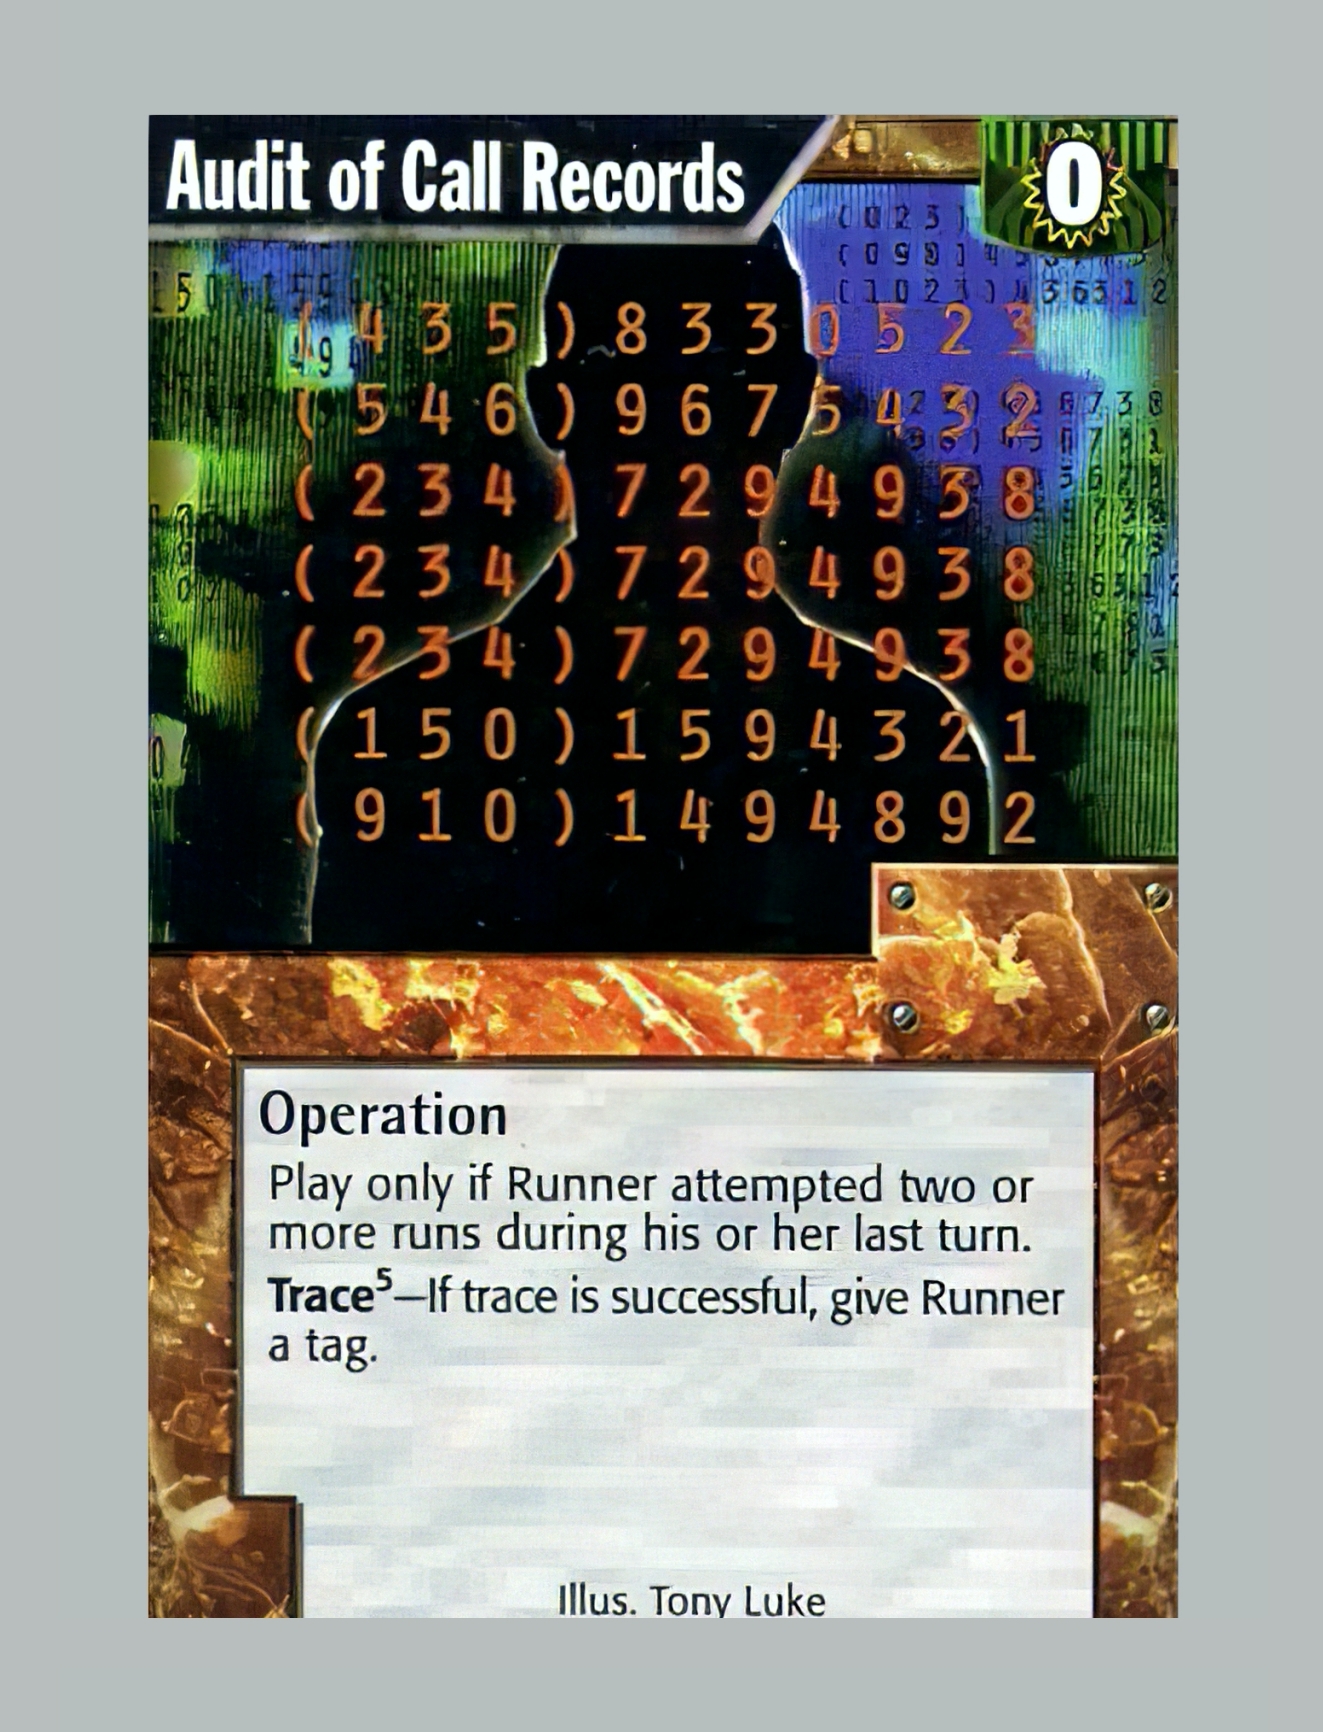 Audit of Call Records
0
(435)8330523
(546)9675432
(234)7294938
(234)7294938
(234)7294938
(150)1594321
(910)1494892
Operation
Play only if Runner attempted two or
more runs during his or her last turn.
Trace⁵—If trace is successful, give Runner
a tag.
Illus. Tony Luke